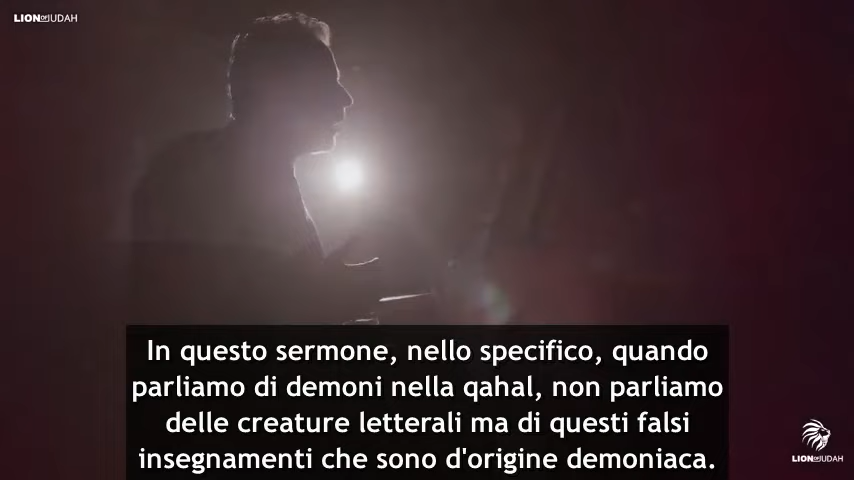 LION OF JUDAH
In questo sermone, nello specifico, quando
parliamo di demoni nella qahal, non parliamo
delle creature letterali ma di questi falsi
insegnamenti che sono d'origine demoniaca.
LION OF JUDAH